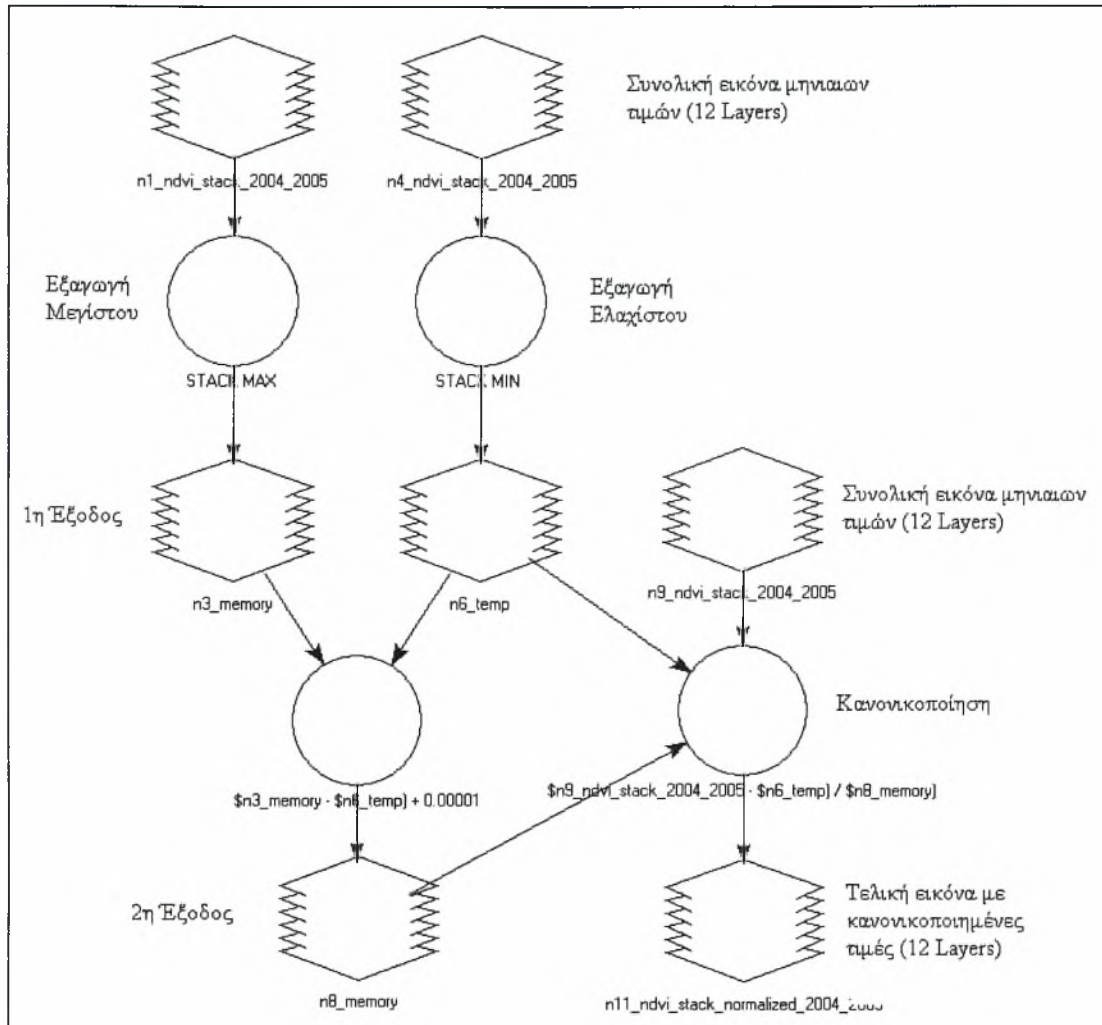 Συνολική εικόνα μηνιαιων
τιμών (12 Layers)
n1_ndvi_stack_2004_2005
n4_ndvi_stack_2004_2005
Εξαγωγή
Μεγίστου
Εξαγωγή
Ελαχίστου
STACK MAX
STACK MIN
1η Έξοδος
Συνολική εικόνα μηνιαιων
τιμών (12 Layers)
n3_memory
n6_temp
n9_ndvi_stack_2004_2005
Κανονικοποίηση
$n3_memory - $n6_temp) + 0.00001
$n9_ndvi_stack_2004_2005 - $n6_temp) / $n8_memory)
2η Έξοδος
Τελική εικόνα με
κανονικοποιημένες
τιμές (12 Layers)
n8_memory
n11_ndvi_stack_normalized_2004_2005